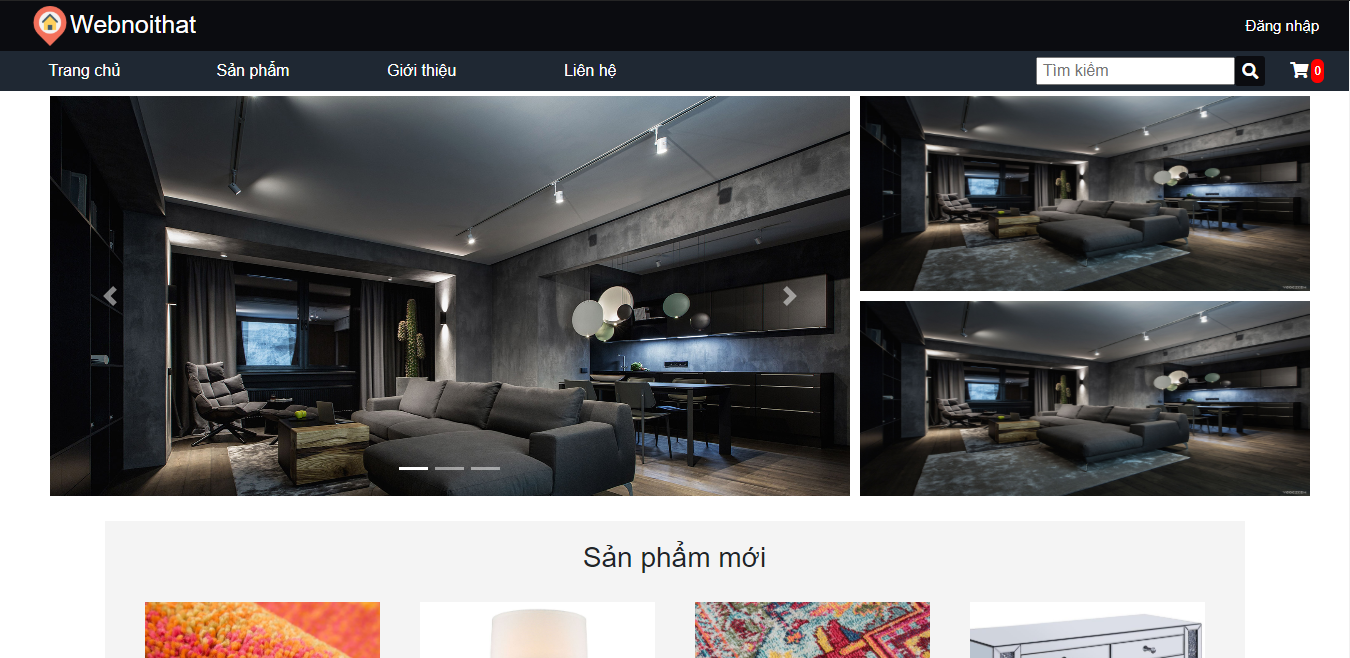 Webnoithat
Đăng nhập
Trang chủ Sản phẩm Giới thiệu Liên hệ Tìm kiếm 0
Sản phẩm mới